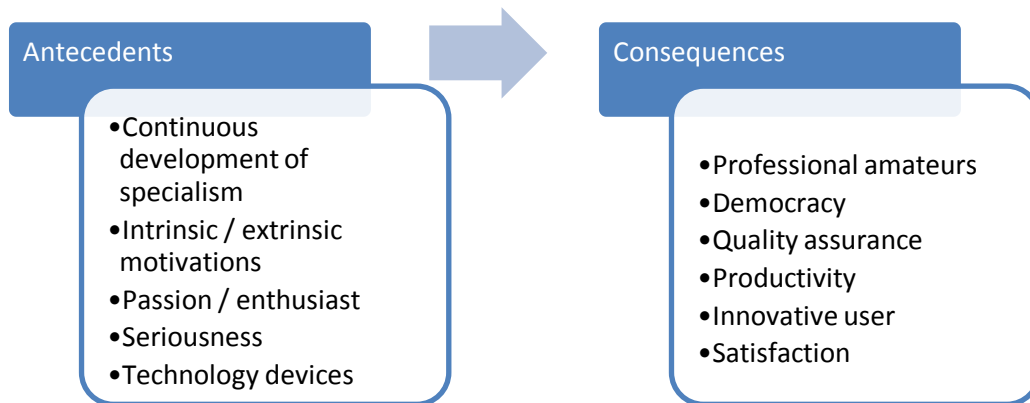 Antecedents
•Continuous
development of
specialism
•Intrinsic / extrinsic
motivations
•Passion / enthusiast
•Seriousness
•Technology devices
Consequences
•Professional amateurs
•Democracy
•Quality assurance
•Productivity
•Innovative user
•Satisfaction